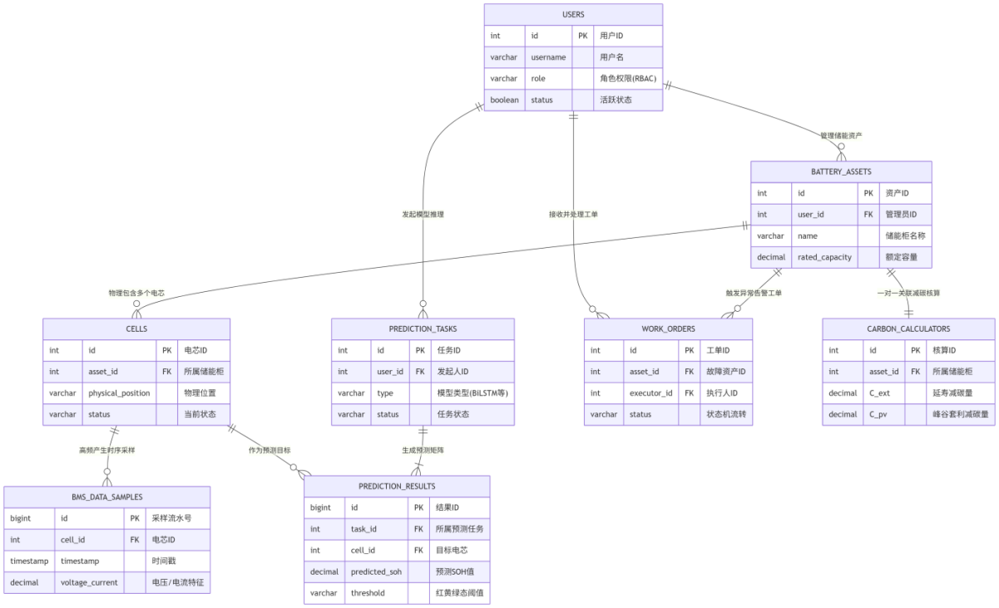 USERS
int id PK 用户ID
varchar username 用户名
varchar role 角色权限(RBAC)
boolean status 活跃状态
管理储能资产
BATTERY_ASSETS
int id PK 资产ID
int user_id FK 管理员ID
varchar name 储能柜名称
decimal rated_capacity 额定容量
发起模型推理
接收并处理工单
物理包含多个电芯
触发异常告警工单
一对一关联减碳核算
CELLS
int id PK 电芯ID
int asset_id FK 所属储能柜
varchar physical_position 物理位置
varchar status 当前状态
PREDICTION_TASKS
int id PK 任务ID
int user_id FK 发起人ID
varchar type 模型类型(BiLSTM等)
varchar status 任务状态
WORK_ORDERS
int id PK 工单ID
int asset_id FK 故障资产ID
int executor_id FK 执行人ID
varchar status 状态机流转
CARBON_CALCULATORS
int id PK 核算ID
int asset_id FK 所属储能柜
decimal C_ext 延寿减碳量
decimal C_pv 峰谷套利减碳量
高频产生时序采样
作为预测目标
生成预测矩阵
BMS_DATA_SAMPLES
bigint id PK 采样流水号
int cell_id FK 电芯ID
timestamp timestamp 时间戳
decimal voltage_current 电压/电流特征
PREDICTION_RESULTS
bigint id PK 结果ID
int task_id FK 所属预测任务
int cell_id FK 目标电芯
decimal predicted_soh 预测SOH值
varchar threshold 红黄绿态阈值